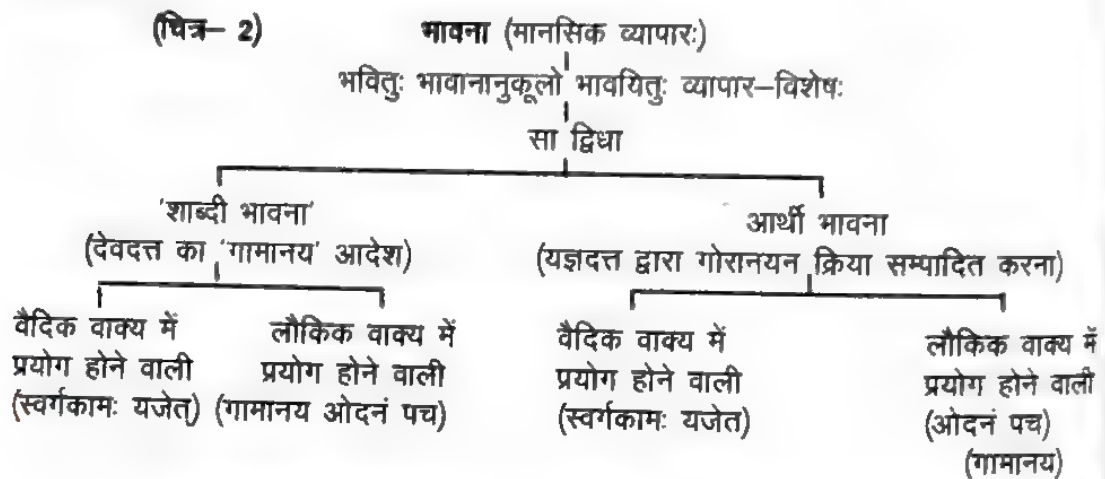 (चित्र– 2) भावना (मानसिक व्यापारः)
भवितुः भावानानुकूलो भावयितुः व्यापार–विशेषः
सा द्विधा
'शाब्दी भावना'
(देवदत्त का 'गामानय' आदेश)
वैदिक वाक्य में
प्रयोग होने वाली
(स्वर्गकामः यजेत)
लौकिक वाक्य में
प्रयोग होने वाली
(गामानय ओदनं पच)
आर्थी भावना
(यज्ञदत्त द्वारा गोरानयन क्रिया सम्पादित करना)
वैदिक वाक्य में
प्रयोग होने वाली
(स्वर्गकामः यजेत)
लौकिक वाक्य में
प्रयोग होने वाली
(ओदनं पच)
(गामानय)